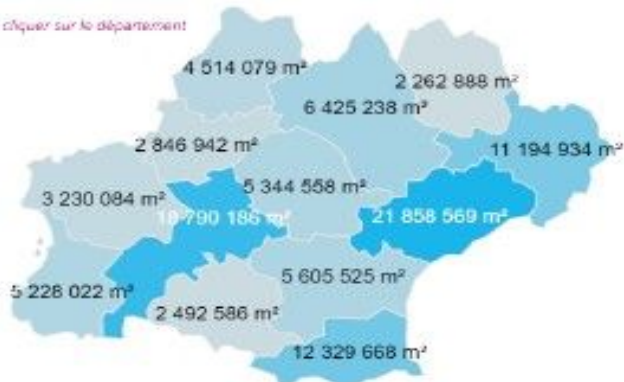 cliquer sur le département
4 514 079 m²
2 262 888 m²
6 425 238 m²
2 846 942 m²
11 194 934 m²
5 344 558 m²
3 230 084 m²
18 790 186 m²
21 858 569 m²
5 605 525 m²
5 228 022 m²
2 492 586 m²
12 329 668 m²